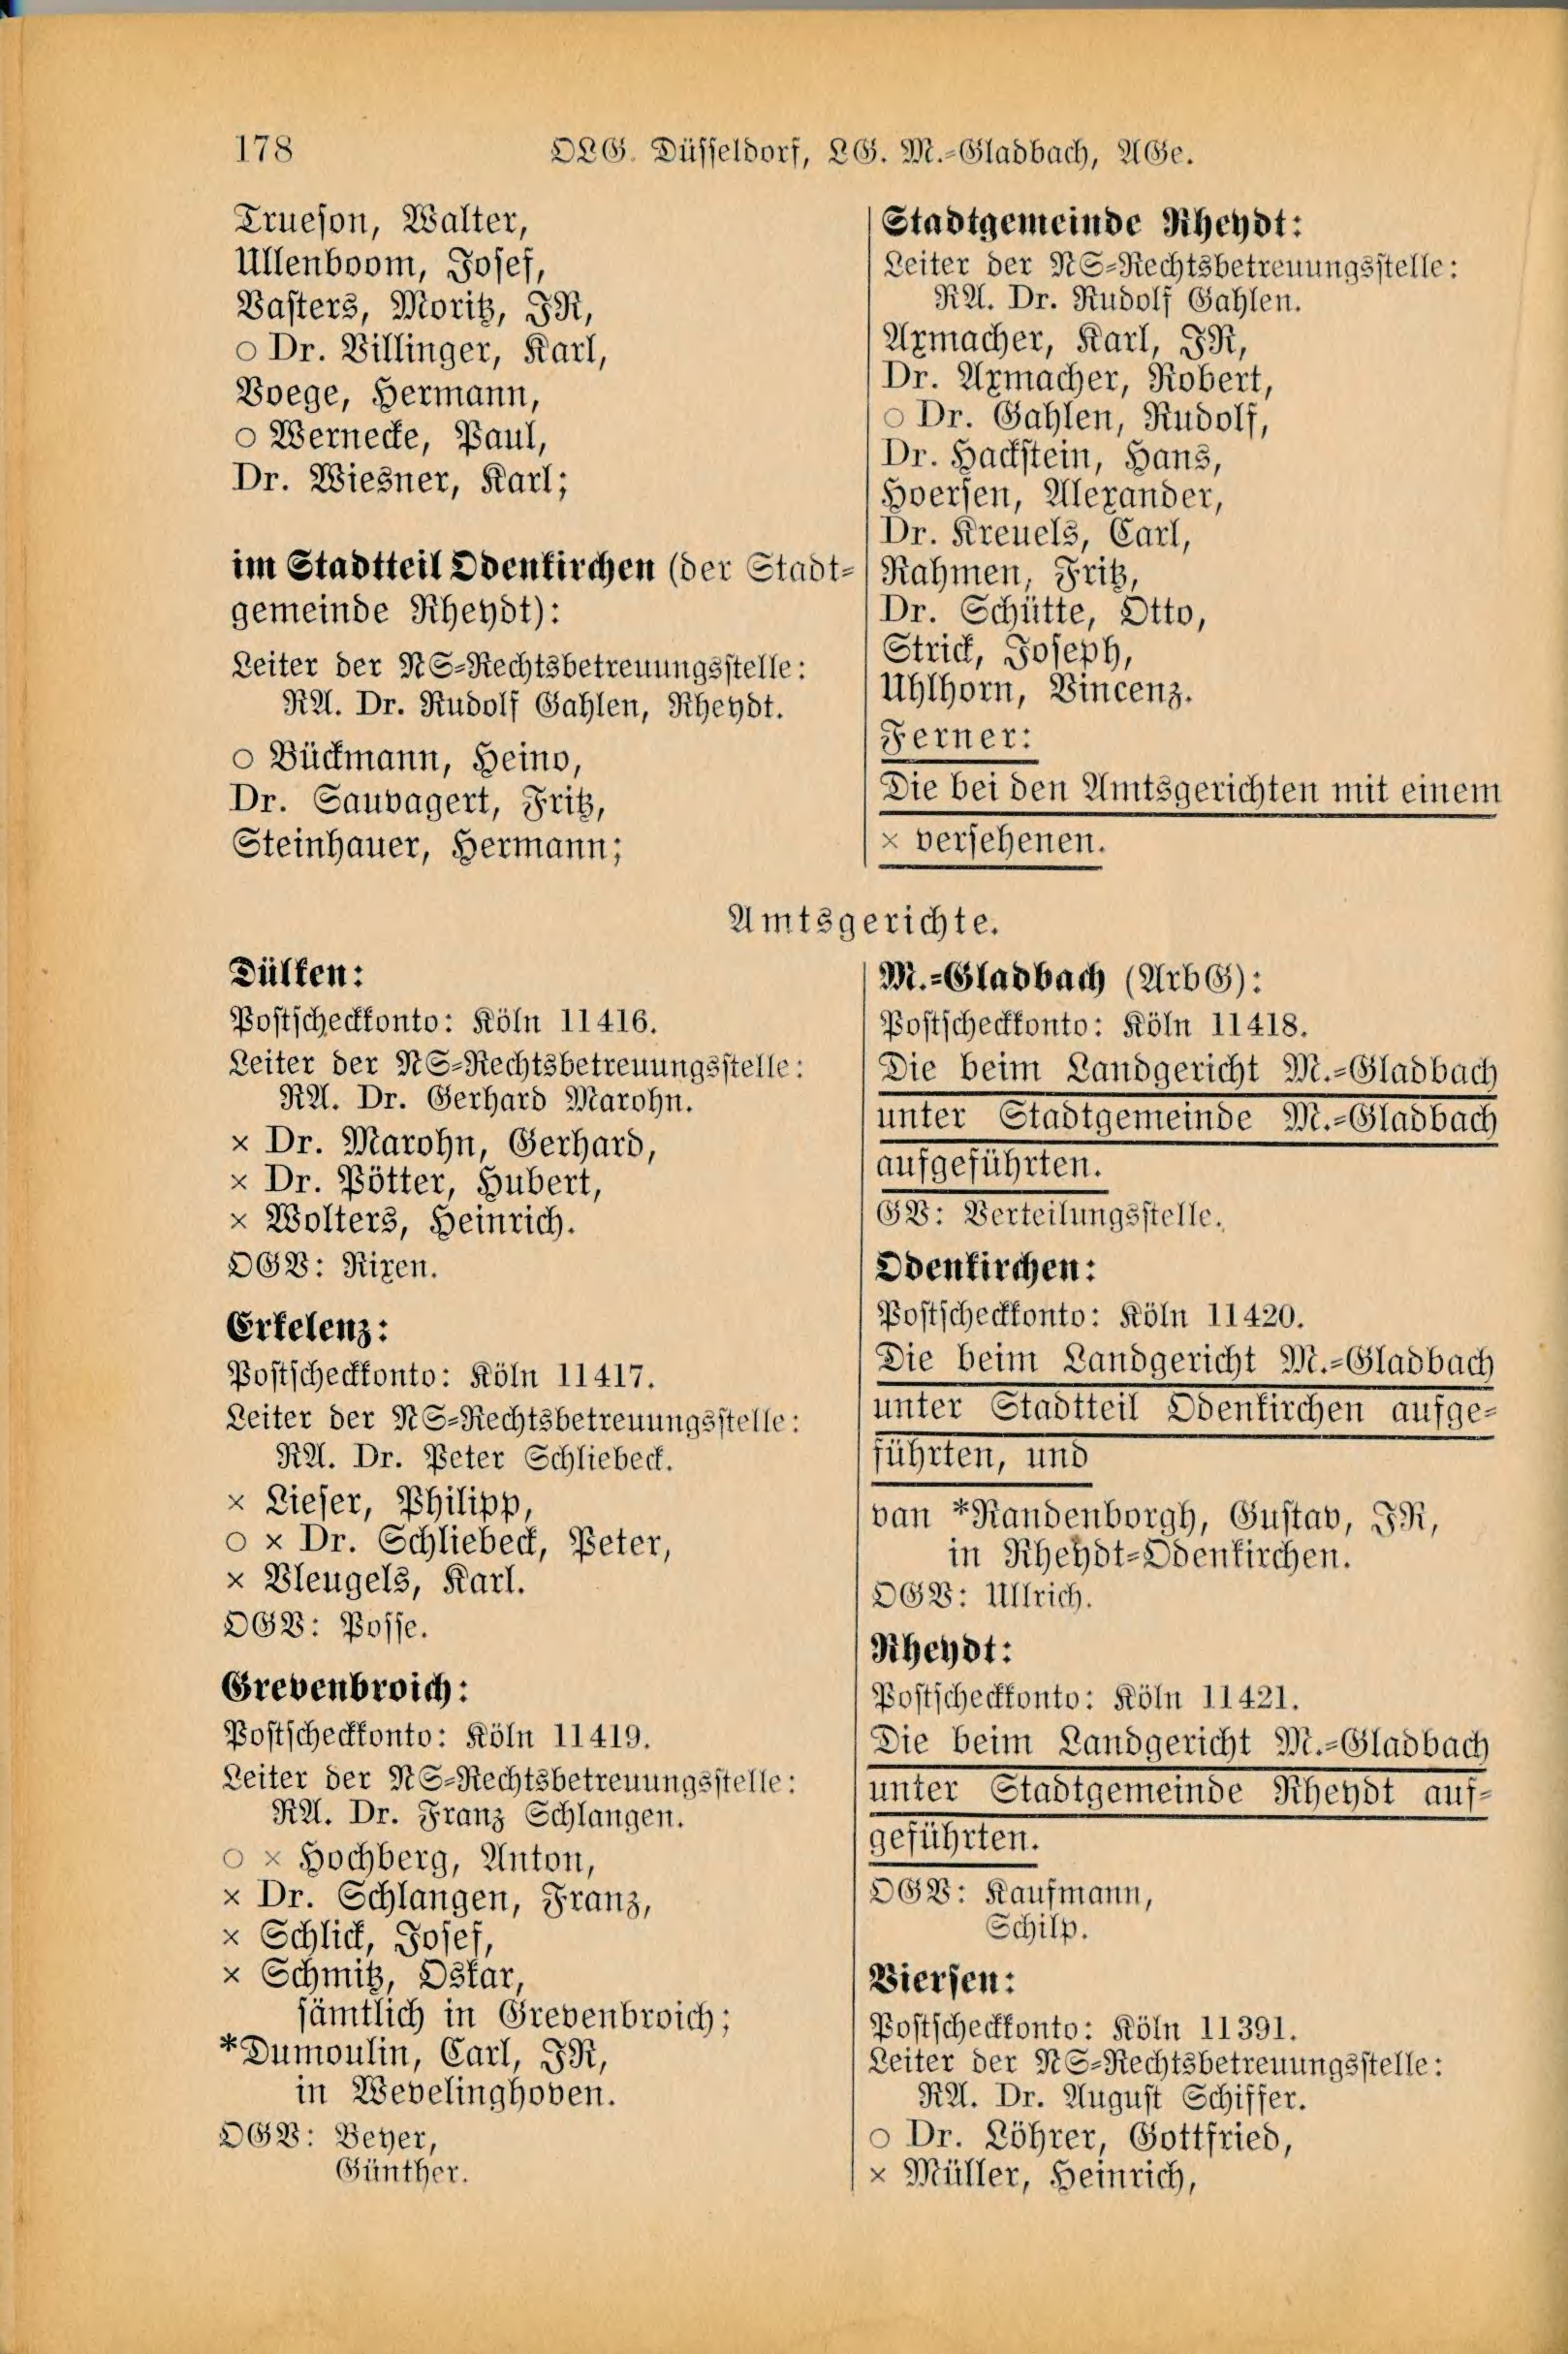 178
OLG. Düsseldorf, LG. M.-Gladbach, AGe.
Trueson, Walter,
Ullenboom, Josef,
Vasters, Moritz, JR,
○ Dr. Villinger, Karl,
Voege, Hermann,
○ Wernecke, Paul,
Dr. Wiesner, Karl;
im Stadtteil Odenkirchen (der Stadt-
gemeinde Rheydt):
Leiter der NS-Rechtsbetreuungsstelle:
RA. Dr. Rudolf Gahlen, Rheydt.
○ Bückmann, Heino,
Dr. Sauvagert, Fritz,
Steinhauer, Hermann;
Stadtgemeinde Rheydt:
Leiter der NS-Rechtsbetreuungsstelle:
RA. Dr. Rudolf Gahlen.
Axmacher, Karl, JR,
Dr. Axmacher, Robert,
○ Dr. Gahlen, Rudolf,
Dr. Hackstein, Hans,
Hoersen, Alexander,
Dr. Kreuels, Carl,
Rahmen, Fritz,
Dr. Schütte, Otto,
Strick, Joseph,
Uhlhorn, Vincenz.
Ferner:
Die bei den Amtsgerichten mit einem
× versehenen.
Amtsgerichte.
Dülken:
Postscheckkonto: Köln 11416.
Leiter der NS-Rechtsbetreuungsstelle:
RA. Dr. Gerhard Marohn.
× Dr. Marohn, Gerhard,
× Dr. Pötter, Hubert,
× Wolters, Heinrich.
OGV: Rixen.
Erkelenz:
Postscheckkonto: Köln 11417.
Leiter der NS-Rechtsbetreuungsstelle:
RA. Dr. Peter Schliebeck.
× Lieser, Philipp,
○ × Dr. Schliebeck, Peter,
× Vleugels, Karl.
OGV: Posse.
Grevenbroich:
Postscheckkonto: Köln 11419.
Leiter der NS-Rechtsbetreuungsstelle:
RA. Dr. Franz Schlangen.
○ × Hochberg, Anton,
× Dr. Schlangen, Franz,
× Schlick, Josef,
× Schmitz, Oskar,
sämtlich in Grevenbroich;
*Dumoulin, Carl, JR,
in Wevelinghoven.
OGV: Beyer,
Günther.
M.-Gladbach (ArbG):
Postscheckkonto: Köln 11418.
Die beim Landgericht M.-Gladbach
unter Stadtgemeinde M.-Gladbach
aufgeführten.
GV: Verteilungsstelle.
Odenkirchen:
Postscheckkonto: Köln 11420.
Die beim Landgericht M.-Gladbach
unter Stadtteil Odenkirchen aufge-
führten, und
van *Randenborgh, Gustav, JR,
in Rheydt-Odenkirchen.
OGV: Ullrich.
Rheydt:
Postscheckkonto: Köln 11421.
Die beim Landgericht M.-Gladbach
unter Stadtgemeinde Rheydt auf-
geführten.
OGV: Kaufmann,
Schilp.
Viersen:
Postscheckkonto: Köln 11391.
Leiter der NS-Rechtsbetreuungsstelle:
RA. Dr. August Schiffer.
○ Dr. Löhrer, Gottfried,
× Müller, Heinrich,